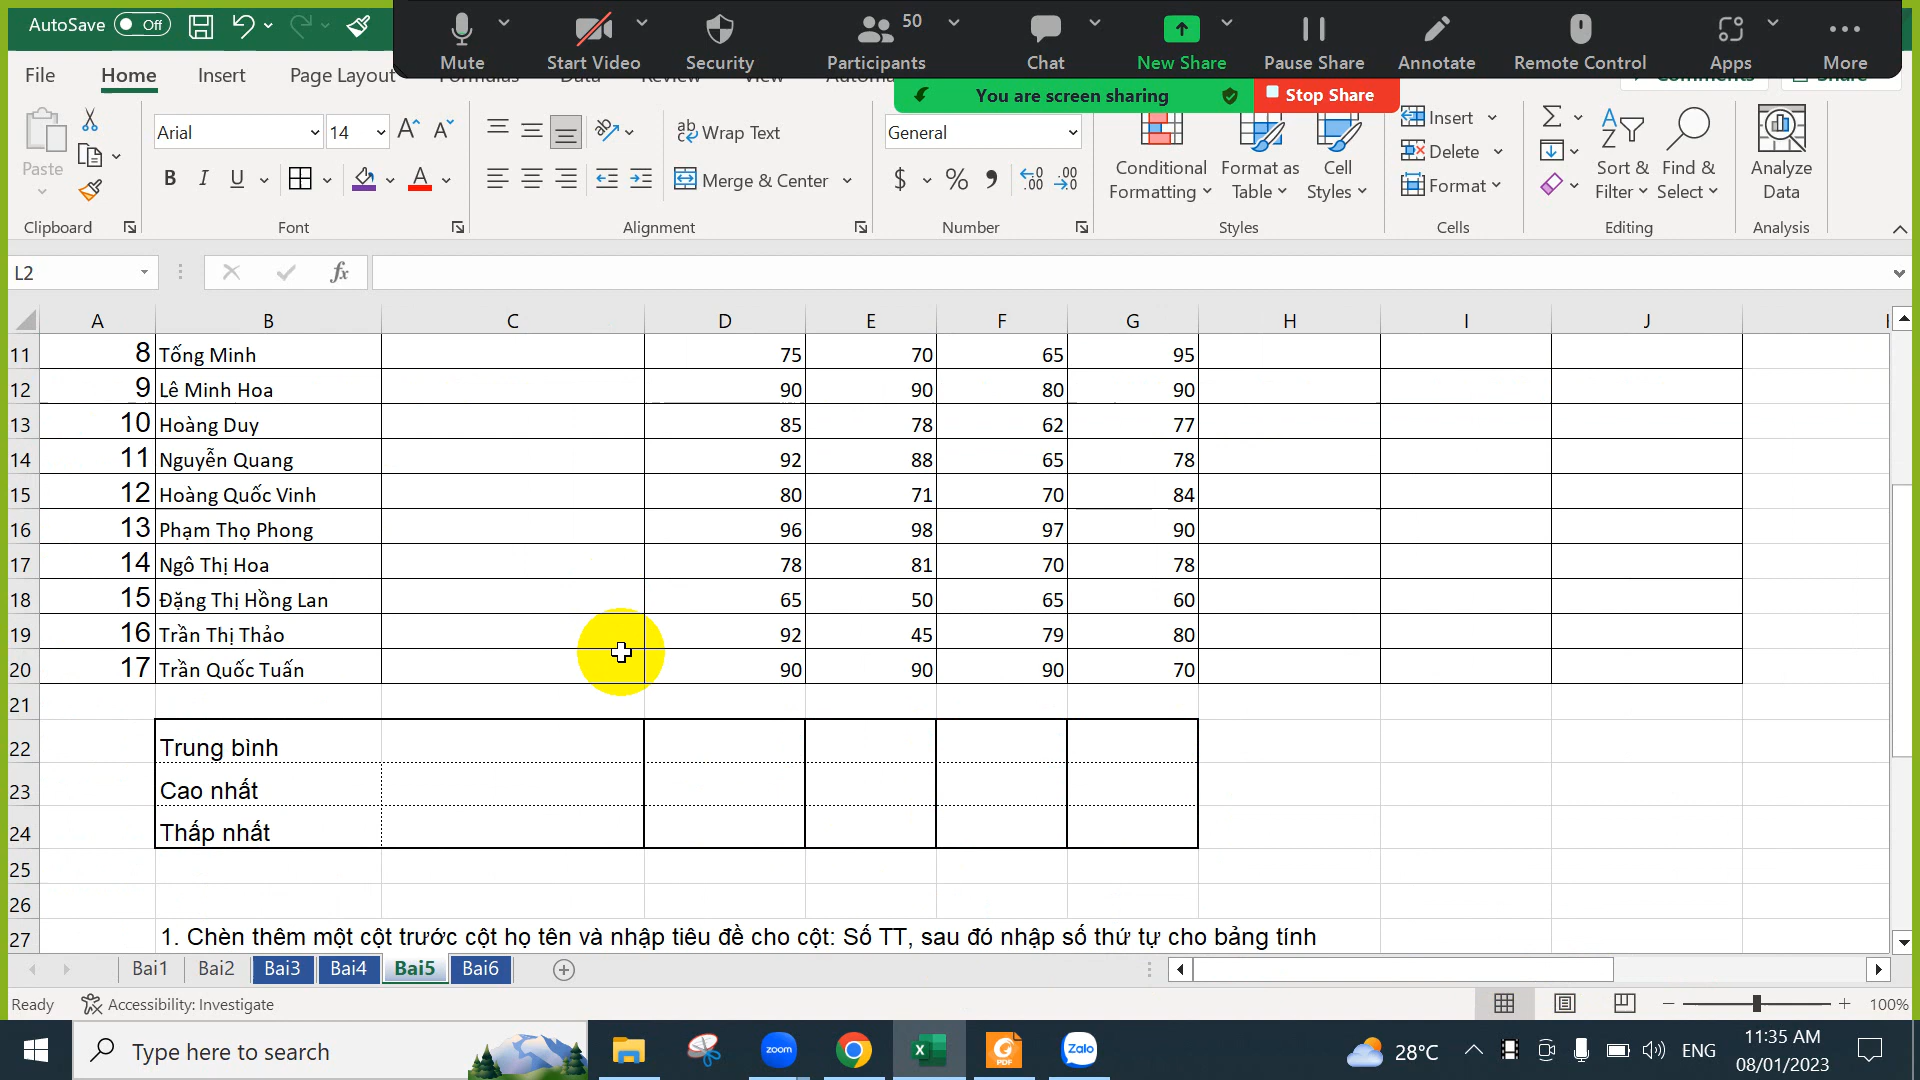 AutoSave Off
Mute Start Video Security Participants 50 Chat New Share Pause Share Annotate Remote Control Apps More
You are screen sharing Stop Share
File Home Insert Page Layout
Arial 14 Wrap Text General Insert
Paste Conditional Formatting Format as Table Cell Styles Delete Sort & Filter Find & Select Analyze Data
B I U Merge & Center $ % Format
Clipboard Font Alignment Number Styles Cells Editing Analysis
L2 fx
A B C D E F G H I J
11 8 Tống Minh 75 70 65 95
12 9 Lê Minh Hoa 90 90 80 90
13 10 Hoàng Duy 85 78 62 77
14 11 Nguyễn Quang 92 88 65 78
15 12 Hoàng Quốc Vinh 80 71 70 84
16 13 Phạm Thọ Phong 96 98 97 90
17 14 Ngô Thị Hoa 78 81 70 78
18 15 Đặng Thị Hồng Lan 65 50 65 60
19 16 Trần Thị Thảo 92 45 79 80
20 17 Trần Quốc Tuấn 90 90 90 70
21
22 Trung bình
23 Cao nhất
24 Thấp nhất
25
26
27 1. Chèn thêm một cột trước cột họ tên và nhập tiêu đề cho cột: Số TT, sau đó nhập số thứ tự cho bảng tính
Bai1 Bai2 Bai3 Bai4 Bai5 Bai6
Ready Accessibility: Investigate 100%
Type here to search zoom PDF Zalo 28°C ENG 11:35 AM
08/01/2023